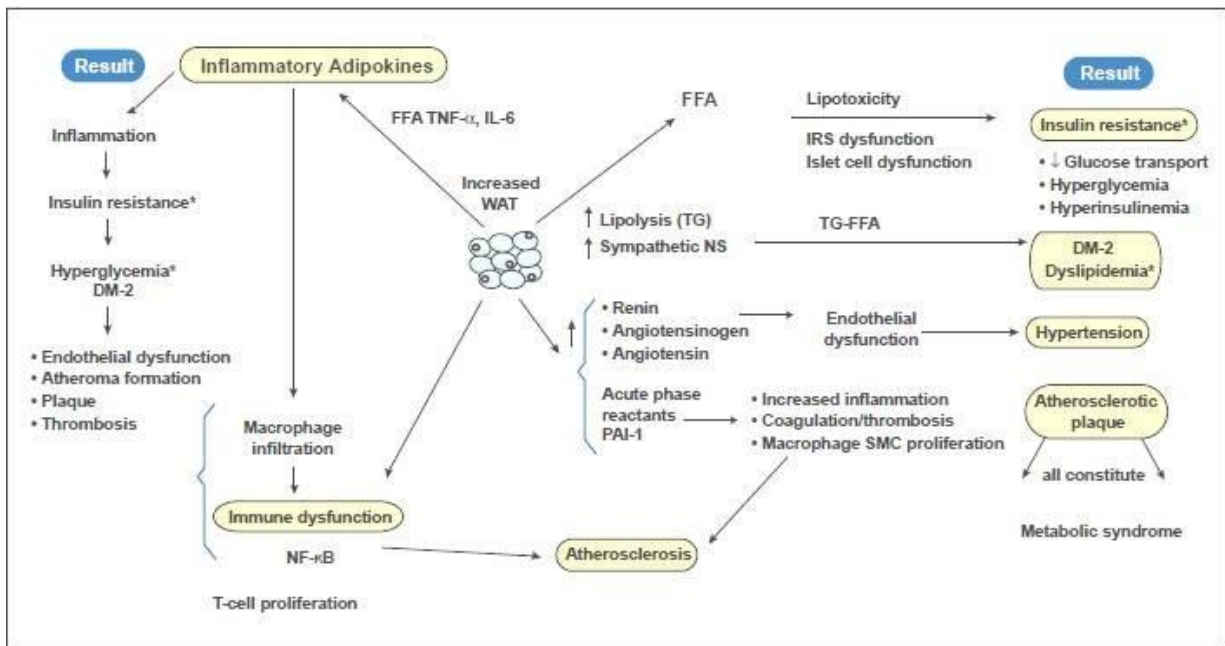 Result
Inflammatory Adipokines
Inflammation
Insulin resistance*
Hyperglycemia*
DM-2
• Endothelial dysfunction
• Atheroma formation
• Plaque
• Thrombosis
FFA TNF-α, IL-6
Macrophage
infiltration
Immune dysfunction
NF-κB
T-cell proliferation
Increased
WAT
FFA
Lipotoxicity
IRS dysfunction
Islet cell dysfunction
↑ Lipolysis (TG)
↑ Sympathetic NS
TG-FFA
↑
• Renin
• Angiotensinogen
• Angiotensin
Endothelial
dysfunction
Acute phase
reactants
PAI-1
• Increased inflammation
• Coagulation/thrombosis
• Macrophage SMC proliferation
Atherosclerosis
Result
Insulin resistance*
• ↓ Glucose transport
• Hyperglycemia
• Hyperinsulinemia
DM-2
Dyslipidemia*
Hypertension
Atherosclerotic
plaque
all constitute
Metabolic syndrome